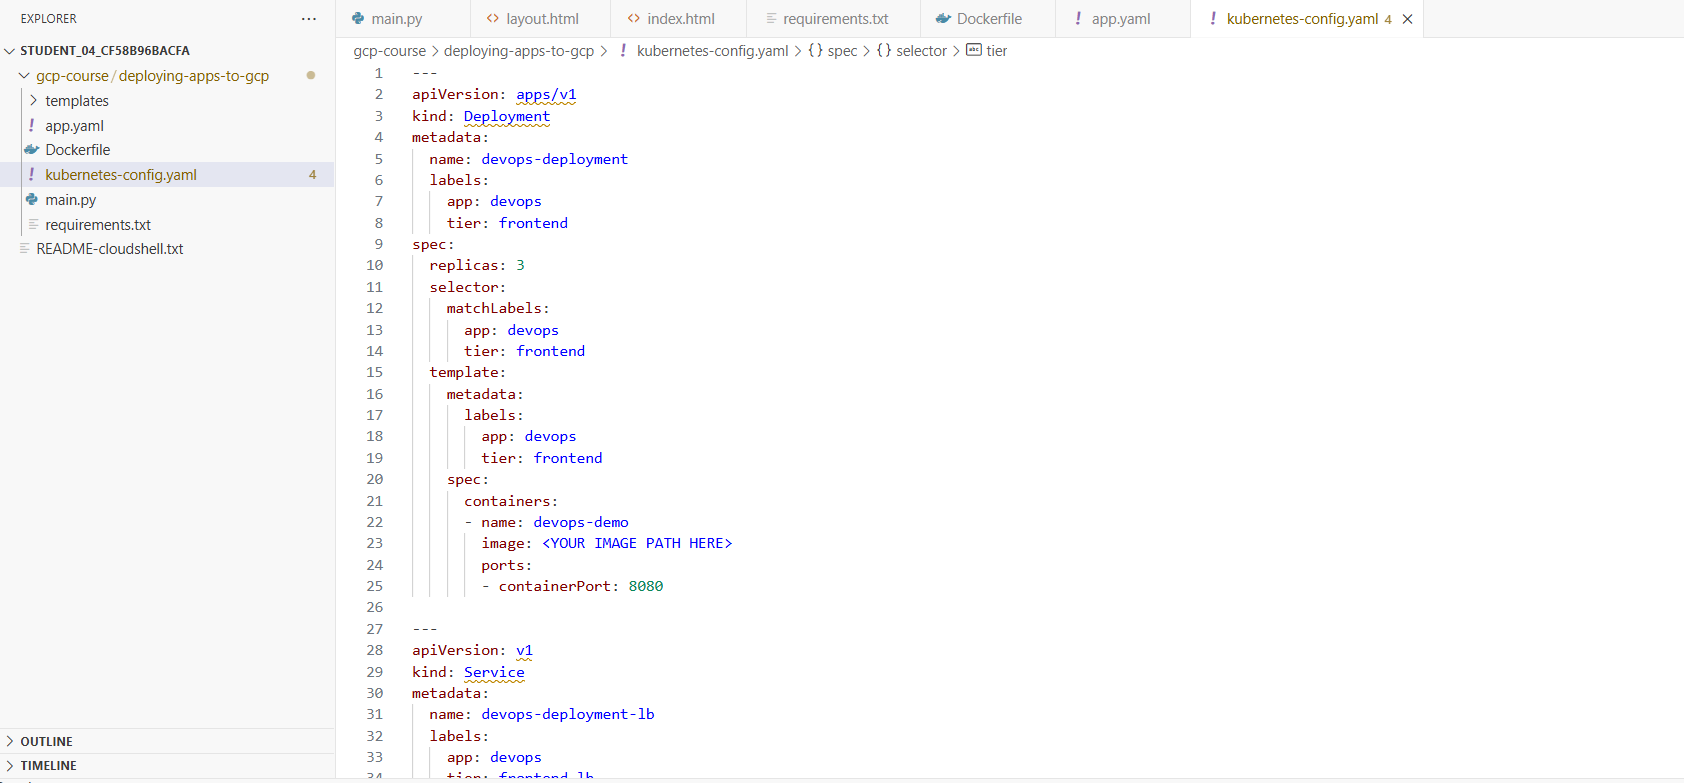 EXPLORER
STUDENT_04_CF58B96BACFA
gcp-course / deploying-apps-to-gcp
templates
! app.yaml
Dockerfile
! kubernetes-config.yaml 4
main.py
requirements.txt
README-cloudshell.txt
OUTLINE
TIMELINE
main.py
<> layout.html
<> index.html
requirements.txt
Dockerfile
! app.yaml
! kubernetes-config.yaml 4
gcp-course > deploying-apps-to-gcp > ! kubernetes-config.yaml > {} spec > {} selector > abc tier
1 ---
2 apiVersion: apps/v1
3 kind: Deployment
4 metadata:
5   name: devops-deployment
6   labels:
7     app: devops
8     tier: frontend
9 spec:
10   replicas: 3
11   selector:
12     matchLabels:
13       app: devops
14       tier: frontend
15   template:
16     metadata:
17       labels:
18         app: devops
19         tier: frontend
20     spec:
21       containers:
22       - name: devops-demo
23         image: <YOUR IMAGE PATH HERE>
24         ports:
25         - containerPort: 8080
26
27 ---
28 apiVersion: v1
29 kind: Service
30 metadata:
31   name: devops-deployment-lb
32   labels:
33     app: devops
34     tier: frontend-lb